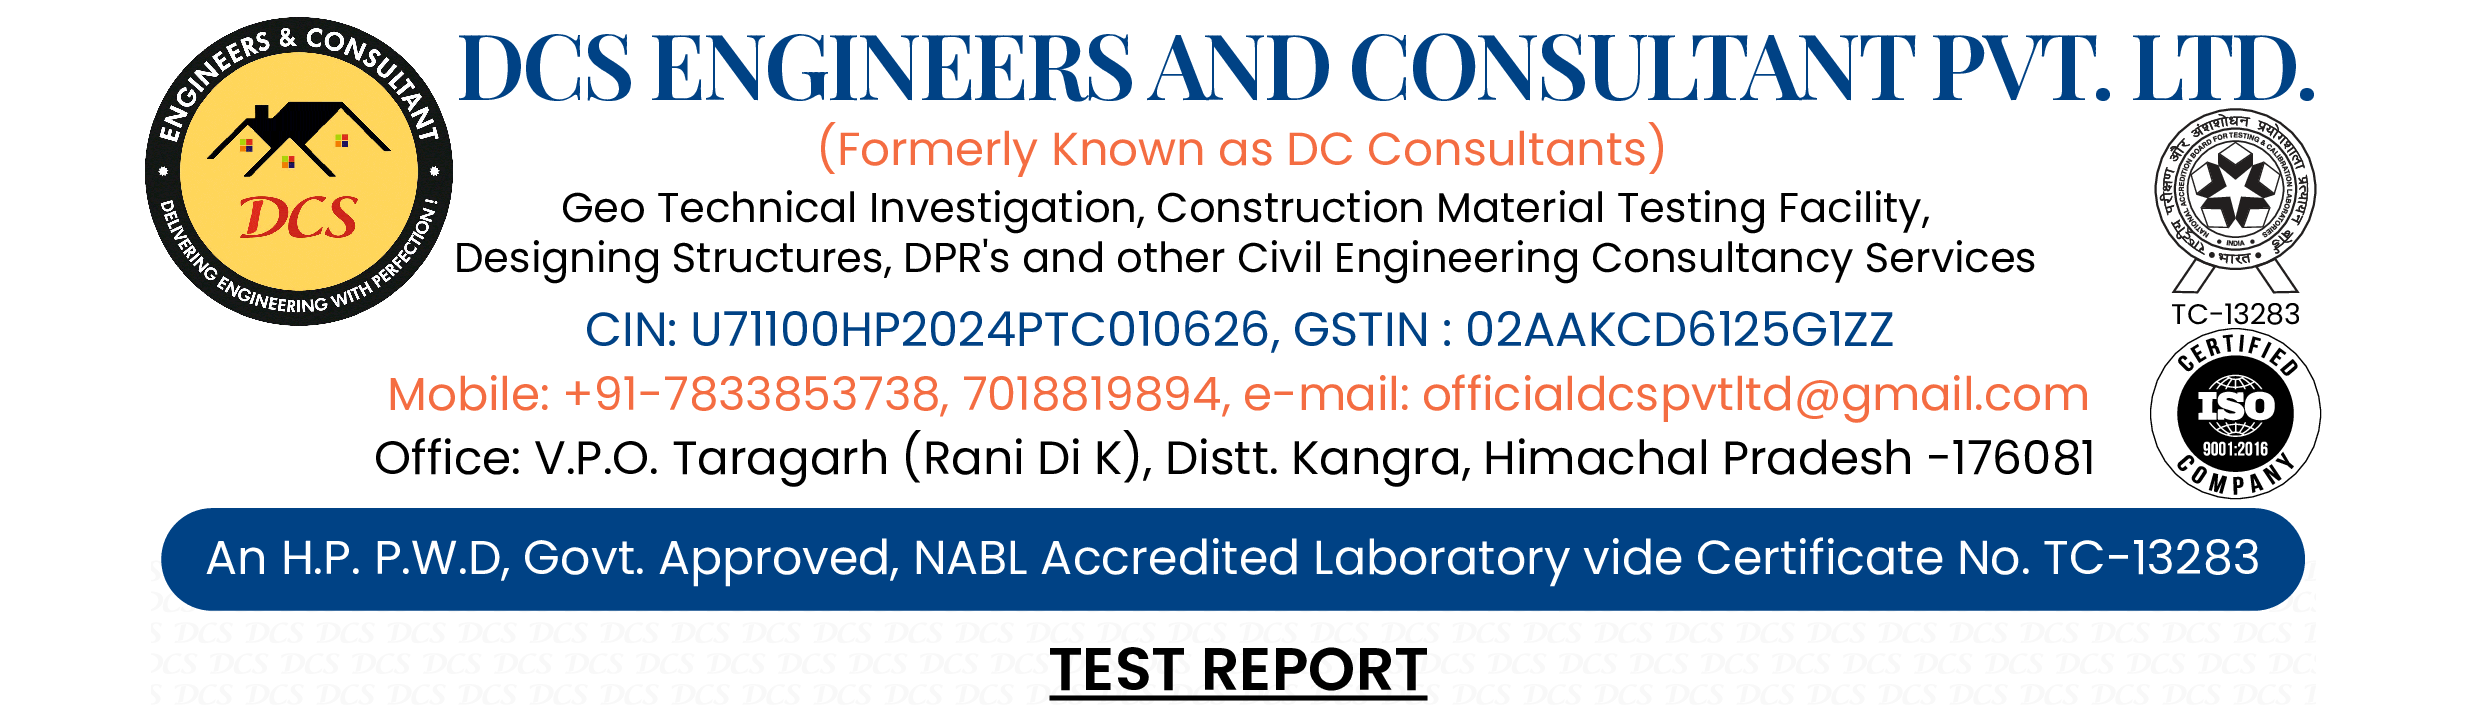 ENGINEERS & CONSULTANT
DCS
DELIVERING ENGINEERING WITH PERFECTION !
DCS ENGINEERS AND CONSULTANT PVT. LTD.
(Formerly Known as DC Consultants)
Geo Technical Investigation, Construction Material Testing Facility,
Designing Structures, DPR's and other Civil Engineering Consultancy Services
राष्ट्रीय परीक्षण और अंशशोधन प्रयोगशाला प्रत्यायन बोर्ड
NATIONAL ACCREDITION BOARD FOR TESTING & CALIBRATION LABORATORIES
INDIA
भारत
TC-13283
CIN: U71100HP2024PTC010626, GSTIN : 02AAKCD6125G1ZZ
Mobile: +91-7833853738, 7018819894, e-mail: officialdcspvtltd@gmail.com
Office: V.P.O. Taragarh (Rani Di K), Distt. Kangra, Himachal Pradesh -176081
CERTIFIED
ISO
9001:2016
COMPANY
An H.P. P.W.D, Govt. Approved, NABL Accredited Laboratory vide Certificate No. TC-13283
TEST REPORT